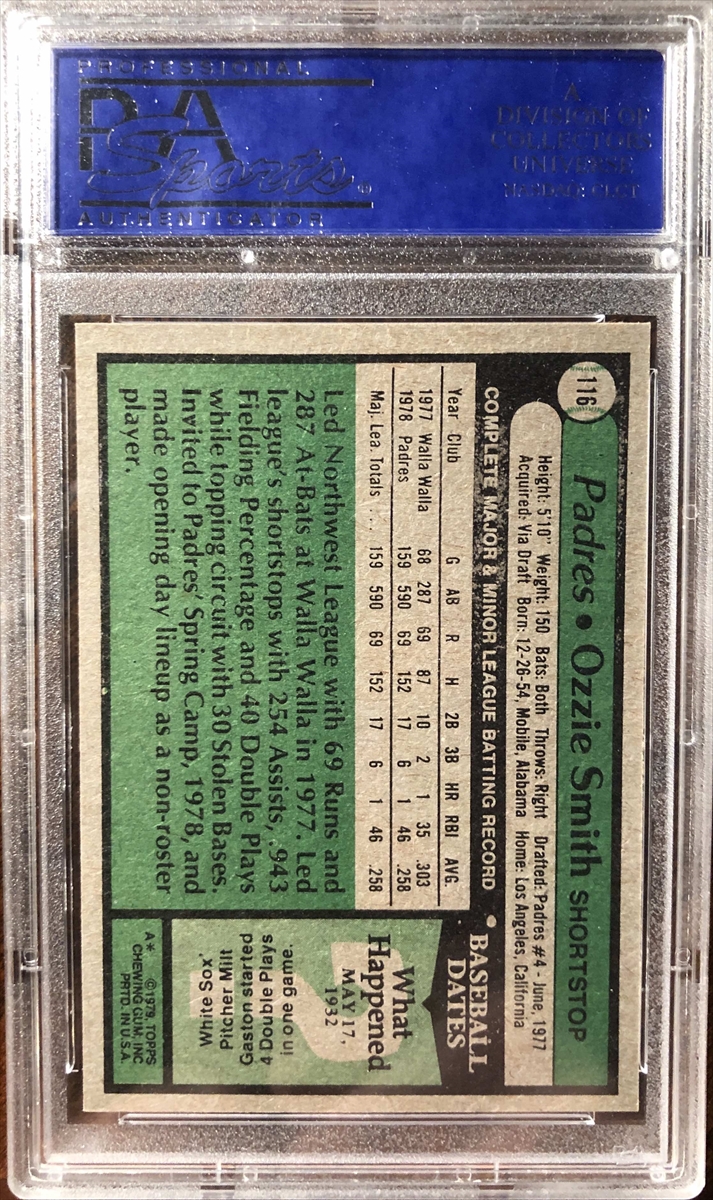 PROFESSIONAL
PSA
Sports®
AUTHENTICATOR
A
DIVISION OF
COLLECTORS
UNIVERSE
NASDAQ: CLCT
116
Padres • Ozzie Smith SHORTSTOP
Height: 5'10" Weight: 150 Bats: Both Throws: Right Drafted: Padres #4 - June, 1977
Acquired: Via Draft Born: 12-26-54, Mobile, Alabama Home: Los Angeles, California
COMPLETE MAJOR & MINOR LEAGUE BATTING RECORD
Year Club G AB R H 2B 3B HR RBI AVG.
1977 Walla Walla 68 287 69 87 10 2 1 35 .303
1978 Padres 159 590 69 152 17 6 1 46 .258
Maj. Lea. Totals .... 159 590 69 152 17 6 1 46 .258
Led Northwest League with 69 Runs and
287 At-Bats at Walla Walla in 1977. Led
league's shortstops with 254 Assists, .943
Fielding Percentage and 40 Double Plays
while topping circuit with 30 Stolen Bases.
Invited to Padres' Spring Camp, 1978, and
made opening day lineup as a non-roster
player.
BASEBALL
DATES
What
Happened
MAY 17,
1932
?
White Sox
Pitcher Milt
Gaston started
4 Double Plays
in one game.
A* ©1979, TOPPS
CHEWING GUM, INC
PRTD. IN U.S.A.